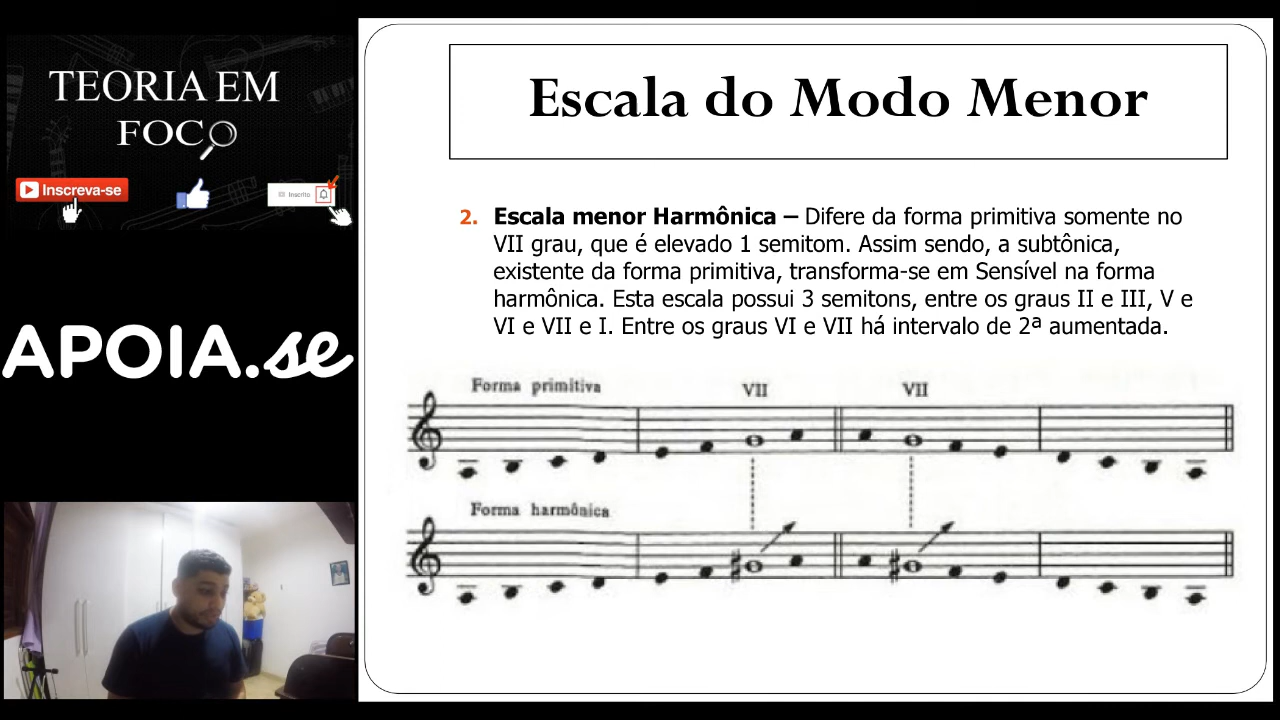 TEORIA EM
FOCO
Inscreva-se
Inscrito
APOIA.se
Escala do Modo Menor
2. Escala menor Harmônica – Difere da forma primitiva somente no
VII grau, que é elevado 1 semitom. Assim sendo, a subtônica,
existente da forma primitiva, transforma-se em Sensível na forma
harmônica. Esta escala possui 3 semitons, entre os graus II e III, V e
VI e VII e I. Entre os graus VI e VII há intervalo de 2ª aumentada.
Forma primitiva
VII
VII
Forma harmônica